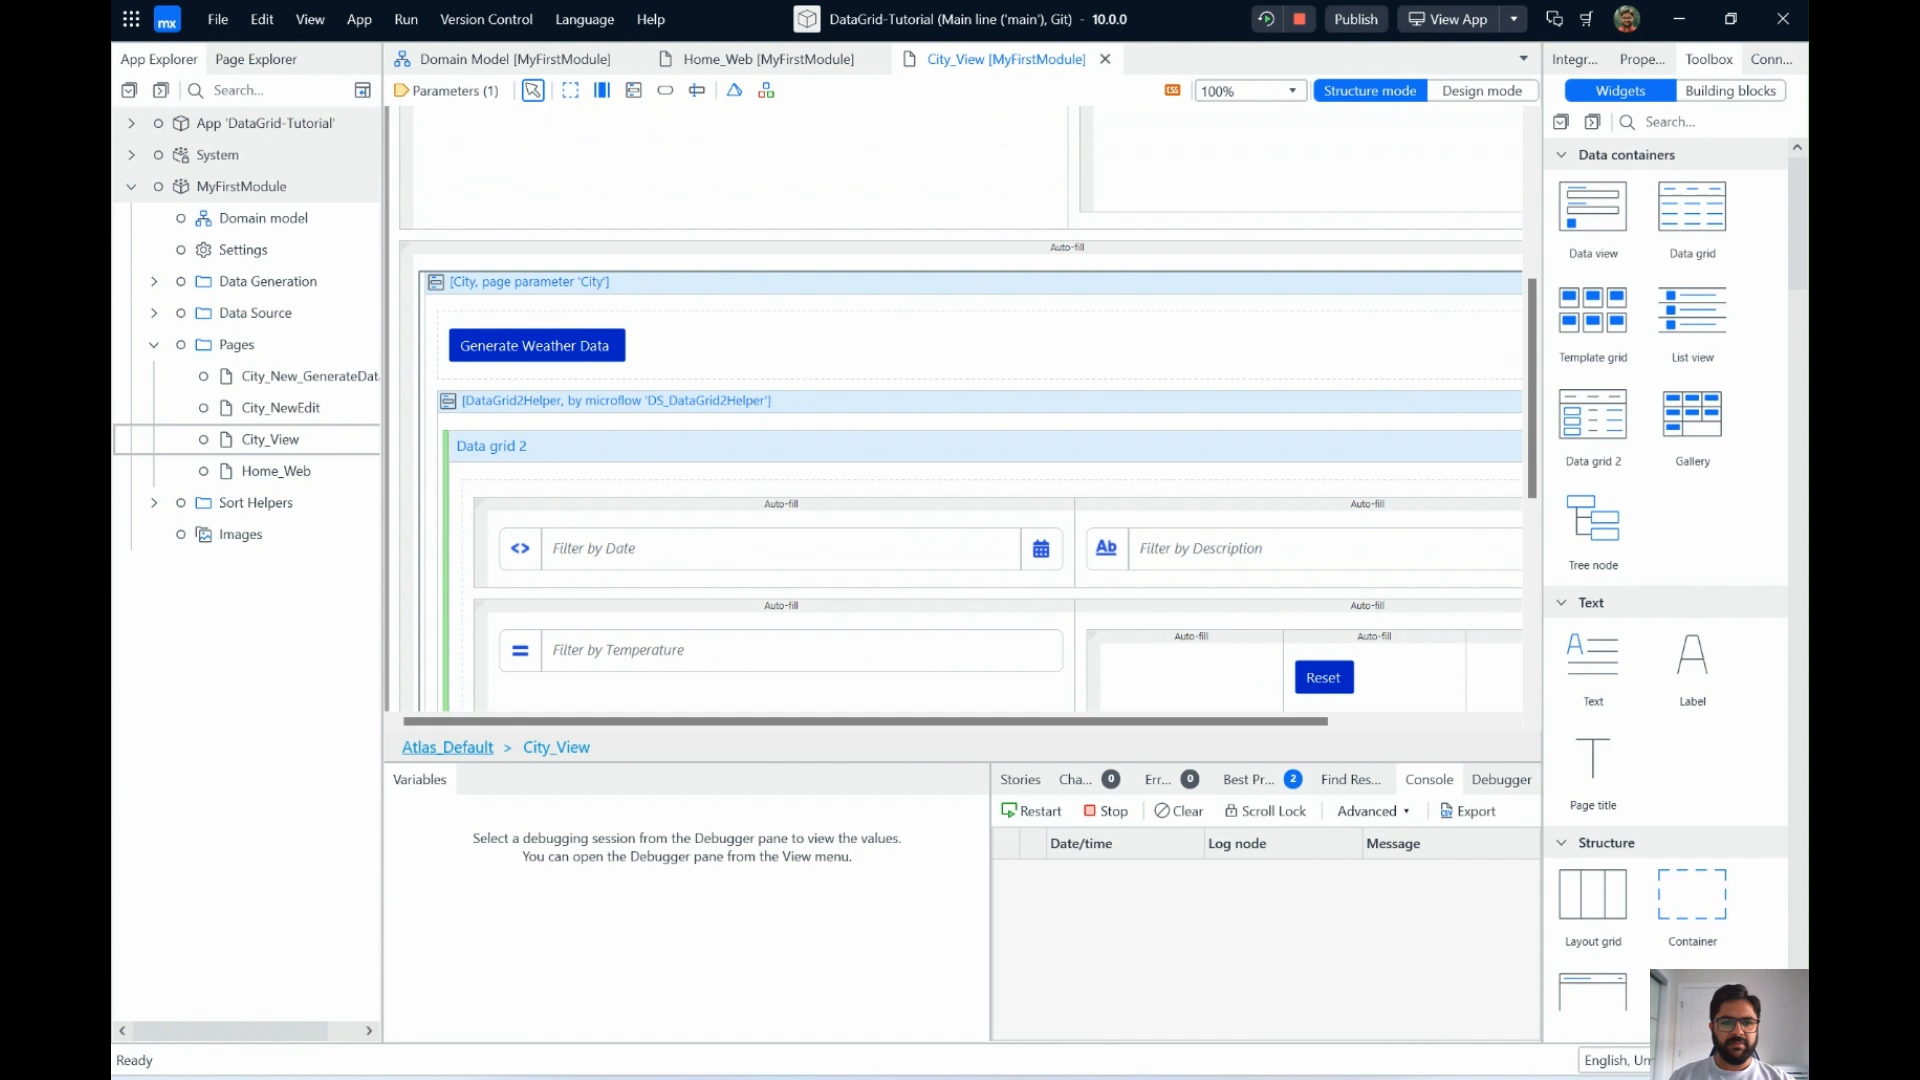 mx File Edit View App Run Version Control Language Help DataGrid-Tutorial (Main line ('main'), Git) - 10.0.0 Publish View App
App Explorer Page Explorer Domain Model [MyFirstModule] Home_Web [MyFirstModule] City_View [MyFirstModule] Integr... Prope... Toolbox Conn...
Search... Parameters (1) CSS 100% Structure mode Design mode Widgets Building blocks
Search...
App 'DataGrid-Tutorial'
System
MyFirstModule
Domain model
Settings
Data Generation
Data Source
Pages
City_New_GenerateDat
City_NewEdit
City_View
Home_Web
Sort Helpers
Images
Auto-fill
[City, page parameter 'City']
Generate Weather Data
[DataGrid2Helper, by microflow 'DS_DataGrid2Helper']
Data grid 2
Auto-fill Auto-fill
Filter by Date Ab Filter by Description
Auto-fill Auto-fill
Filter by Temperature
Auto-fill Auto-fill
Reset
Atlas_Default > City_View
Variables
Select a debugging session from the Debugger pane to view the values.
You can open the Debugger pane from the View menu.
Stories Cha... 0 Err... 0 Best Pr... 2 Find Res... Console Debugger
Restart Stop Clear Scroll Lock Advanced Export
Date/time Log node Message
Data containers
Data view Data grid
Template grid List view
Data grid 2 Gallery
Tree node
Text
Text Label
Page title
Structure
Layout grid Container
Ready
English, Un